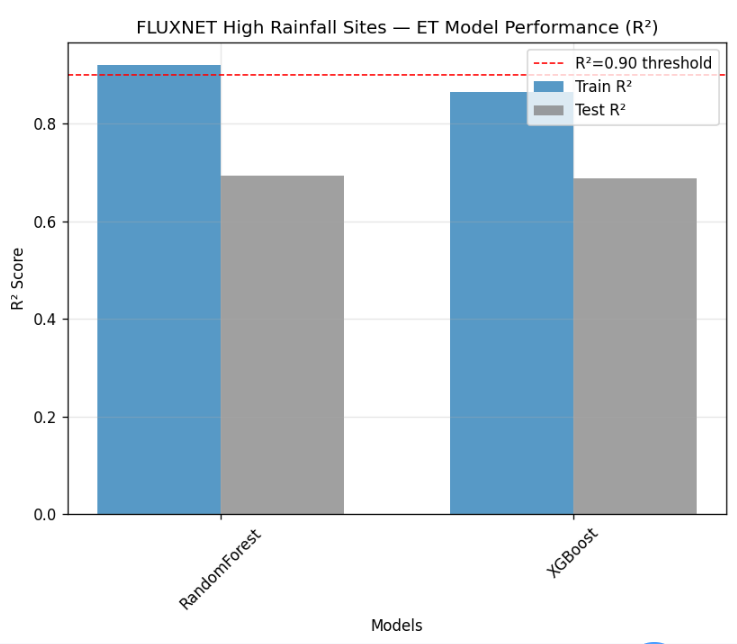 FLUXNET High Rainfall Sites — ET Model Performance (R²)
R²=0.90 threshold
Train R²
Test R²
R² Score
0.8
0.6
0.4
0.2
0.0
RandomForest
XGBoost
Models